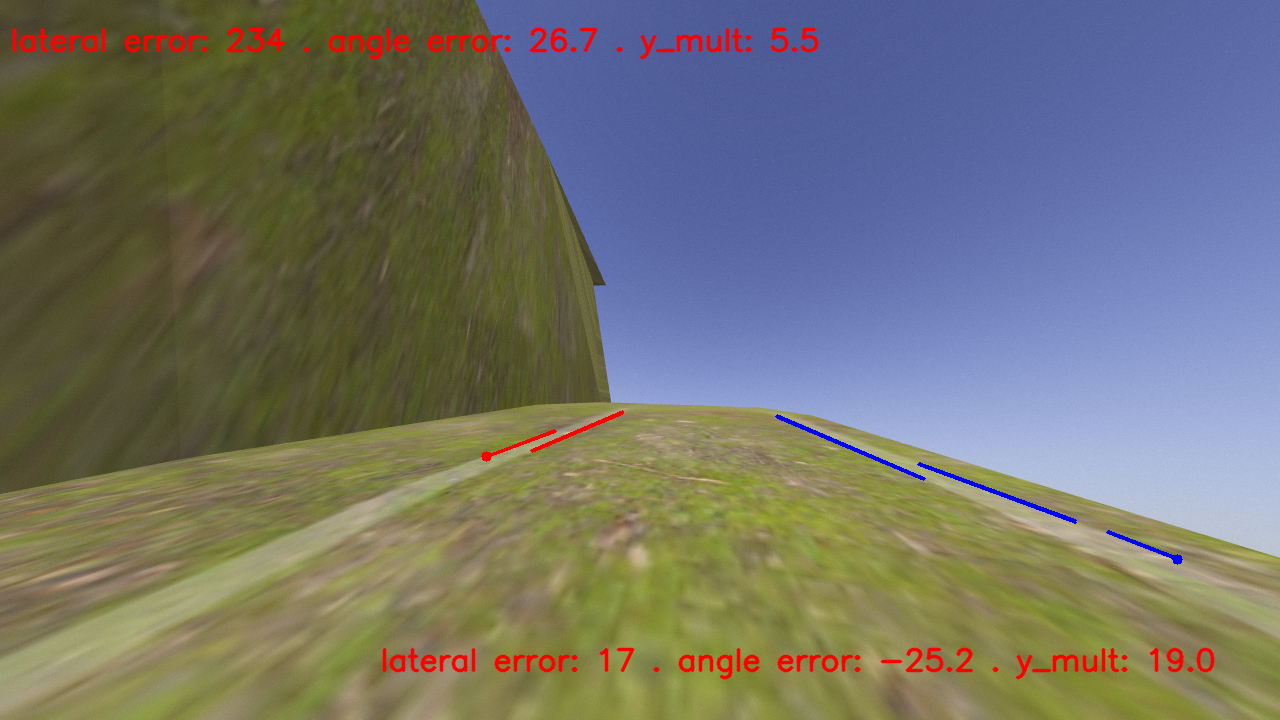 lateral error: 234 . angle error: 26.7 . y_mult: 5.5
lateral error: 17 . angle error: -25.2 . y_mult: 19.0